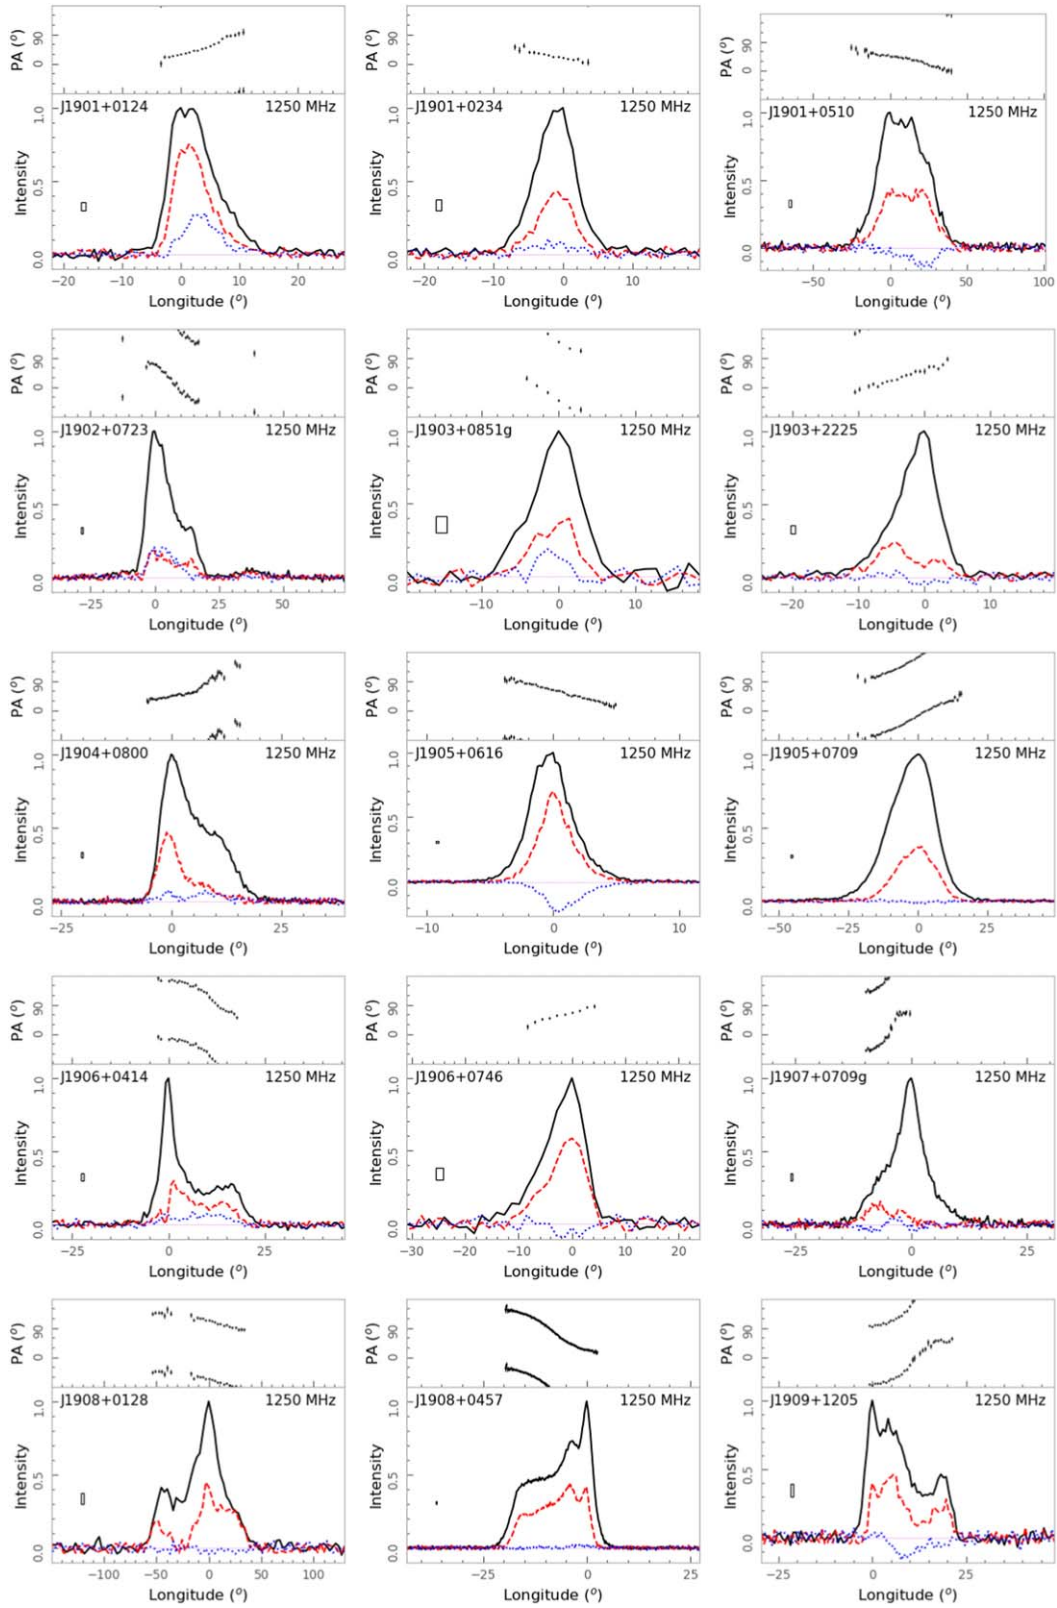 PA (°) 90 0
PA (°) 90 0
PA (°) 90 0
J1901+0124 1250 MHz
J1901+0234 1250 MHz
J1901+0510 1250 MHz
Intensity 1.0 0.5 0.0
Intensity 1.0 0.5 0.0
Intensity 1.0 0.5 0.0
−20 −10 0 10 20
−20 −10 0 10
−50 0 50 100
Longitude (°)
Longitude (°)
Longitude (°)
PA (°) 90 0
PA (°) 90 0
PA (°) 90 0
J1902+0723 1250 MHz
J1903+0851g 1250 MHz
J1903+2225 1250 MHz
Intensity 1.0 0.5 0.0
Intensity 1.0 0.5 0.0
Intensity 1.0 0.5 0.0
−25 0 25 50
−10 0 10
−20 −10 0 10
Longitude (°)
Longitude (°)
Longitude (°)
PA (°) 90 0
PA (°) 90 0
PA (°) 90 0
J1904+0800 1250 MHz
J1905+0616 1250 MHz
J1905+0709 1250 MHz
Intensity 1.0 0.5 0.0
Intensity 1.0 0.5 0.0
Intensity 1.0 0.5 0.0
−25 0 25
−10 0 10
−50 −25 0 25
Longitude (°)
Longitude (°)
Longitude (°)
PA (°) 90 0
PA (°) 90 0
PA (°) 90 0
J1906+0414 1250 MHz
J1906+0746 1250 MHz
J1907+0709g 1250 MHz
Intensity 1.0 0.5 0.0
Intensity 1.0 0.5 0.0
Intensity 1.0 0.5 0.0
−25 0 25
−30 −20 −10 0 10 20
−25 0 25
Longitude (°)
Longitude (°)
Longitude (°)
PA (°) 90 0
PA (°) 90 0
PA (°) 90 0
J1908+0128 1250 MHz
J1908+0457 1250 MHz
J1909+1205 1250 MHz
Intensity 1.0 0.5 0.0
Intensity 1.0 0.5 0.0
Intensity 1.0 0.5 0.0
−100 −50 0 50 100
−25 0 25
−20 0 20 40
Longitude (°)
Longitude (°)
Longitude (°)